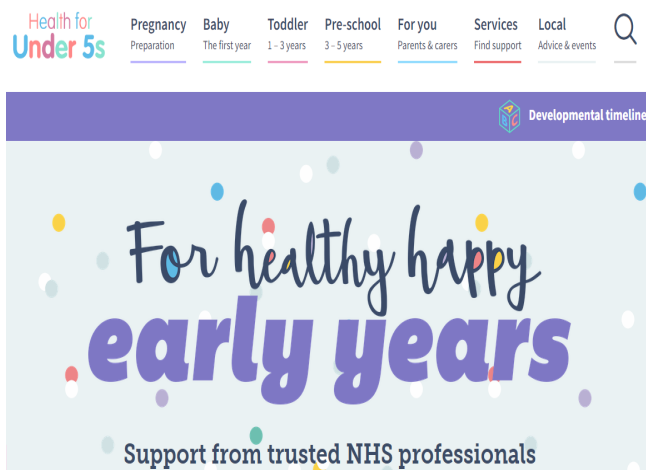 Health for
Under 5s
Pregnancy
Preparation
Baby
The first year
Toddler
1 – 3 years
Pre-school
3 – 5 years
For you
Parents & carers
Services
Find support
Local
Advice & events
A B C
Developmental timeline
For healthy happy
early years
Support from trusted NHS professionals